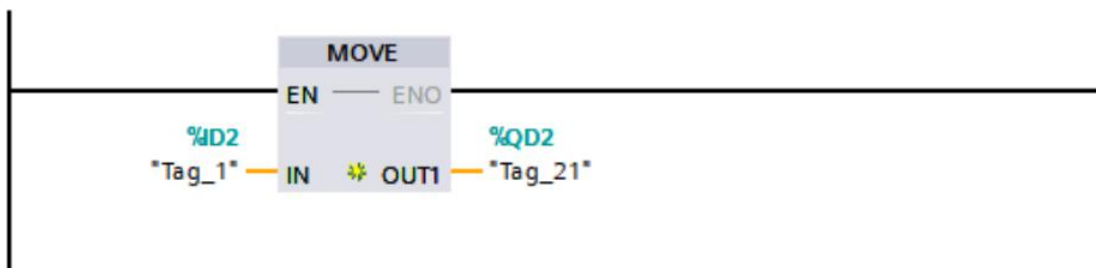 MOVE
EN ENO
%ID2 %QD2
"Tag_1" IN OUT1 "Tag_21"